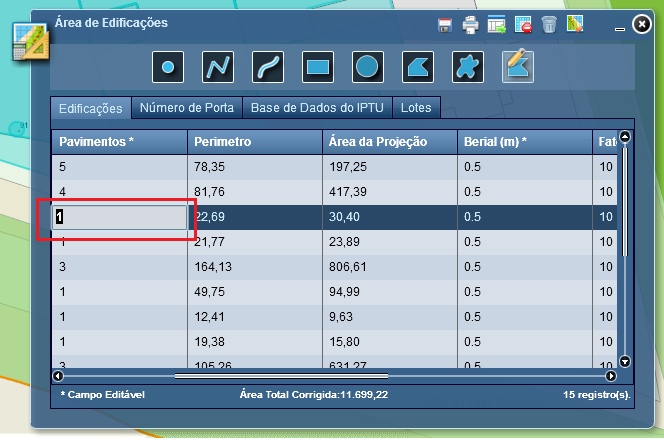 Área de Edificações
Edificações Número de Porta Base de Dados do IPTU Lotes
Pavimentos * Perimetro Área da Projeção Berial (m) * Fat
5 78,35 197,25 0.5 10
4 81,76 417,39 0.5 10
1 22,69 30,40 0.5 10
1 21,77 23,89 0.5 10
3 164,13 806,61 0.5 10
1 49,75 94,99 0.5 10
1 12,41 9,63 0.5 10
1 19,38 15,80 0.5 10
3 105,26 631,27 0.5 10
* Campo Editável Área Total Corrigida:11.699,22 15 registro(s).